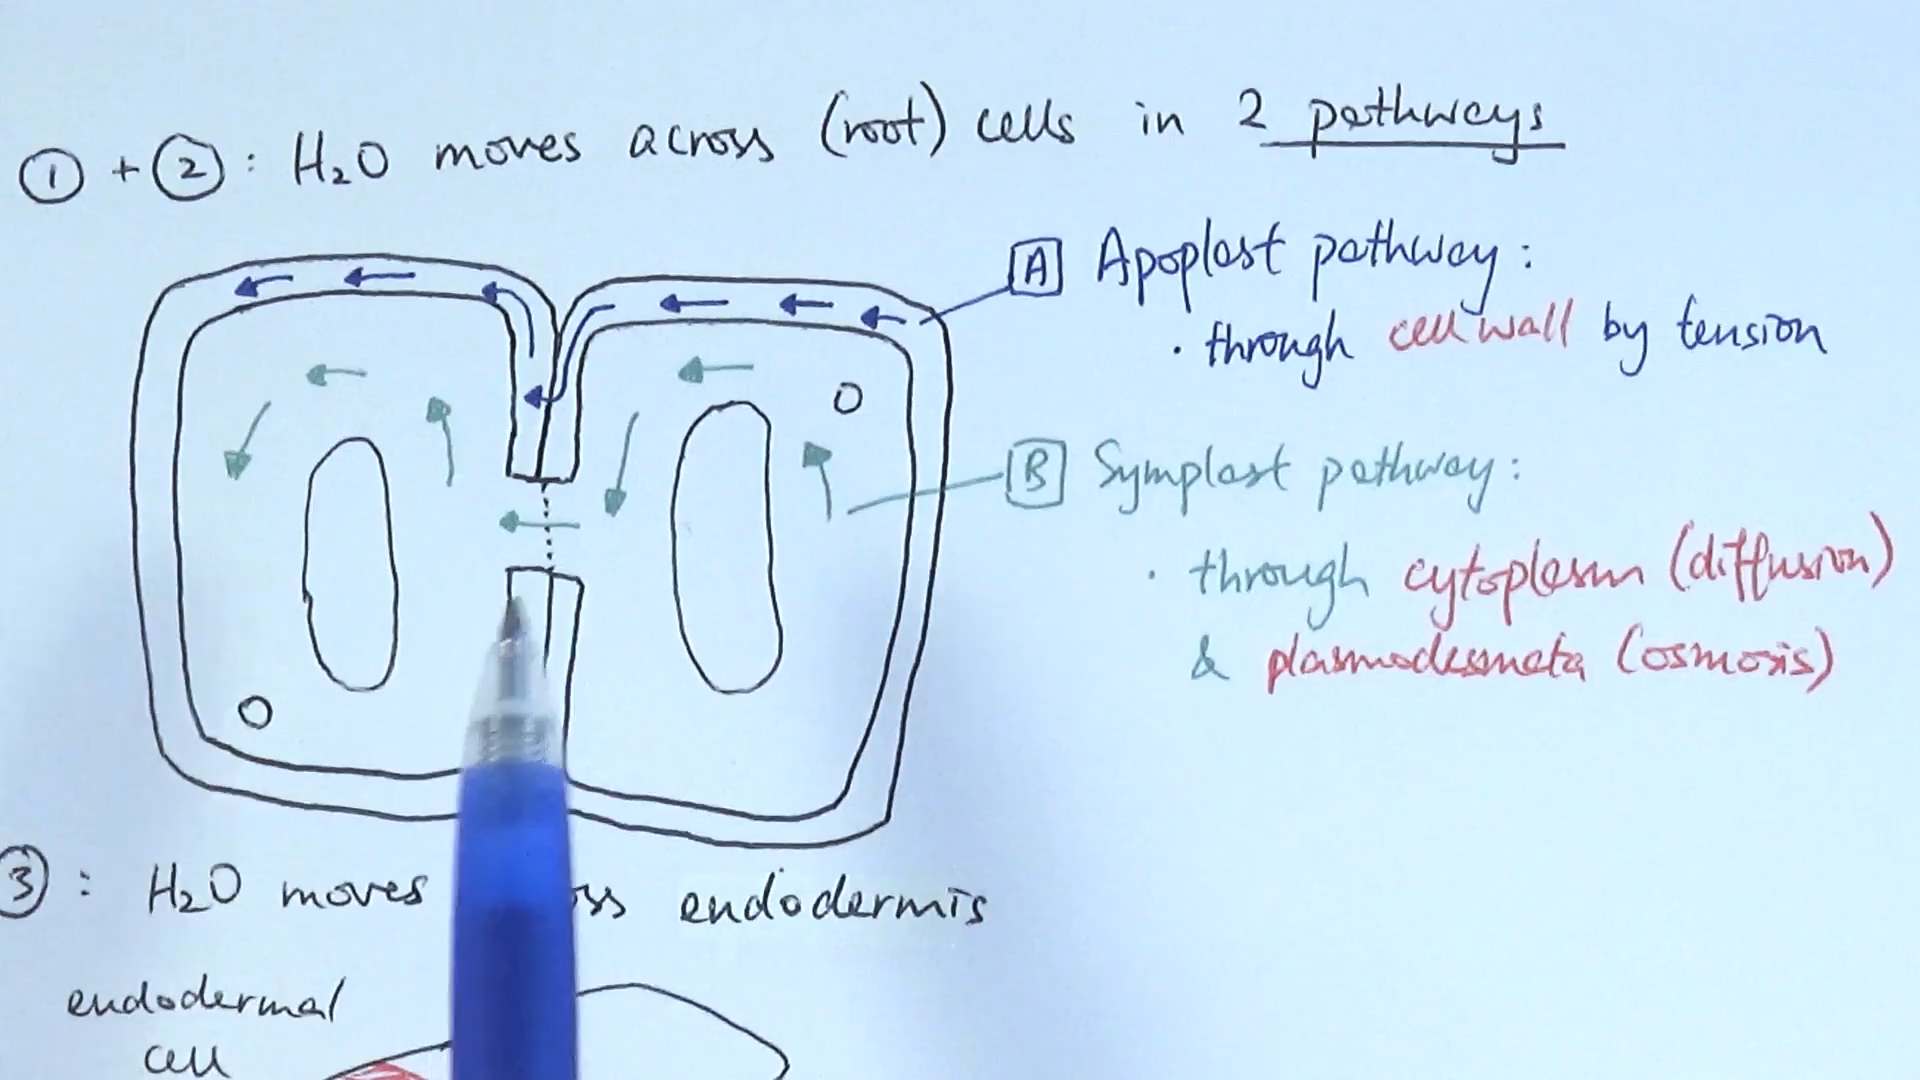 ① + ②: H₂O moves across (root) cells in 2 pathways
A Apoplast pathway:
· through cell wall by tension
B Symplast pathway:
· through cytoplasm (diffusion)
& plasmodesmata (osmosis)
③: H₂O moves endodermis
endodermal
cell